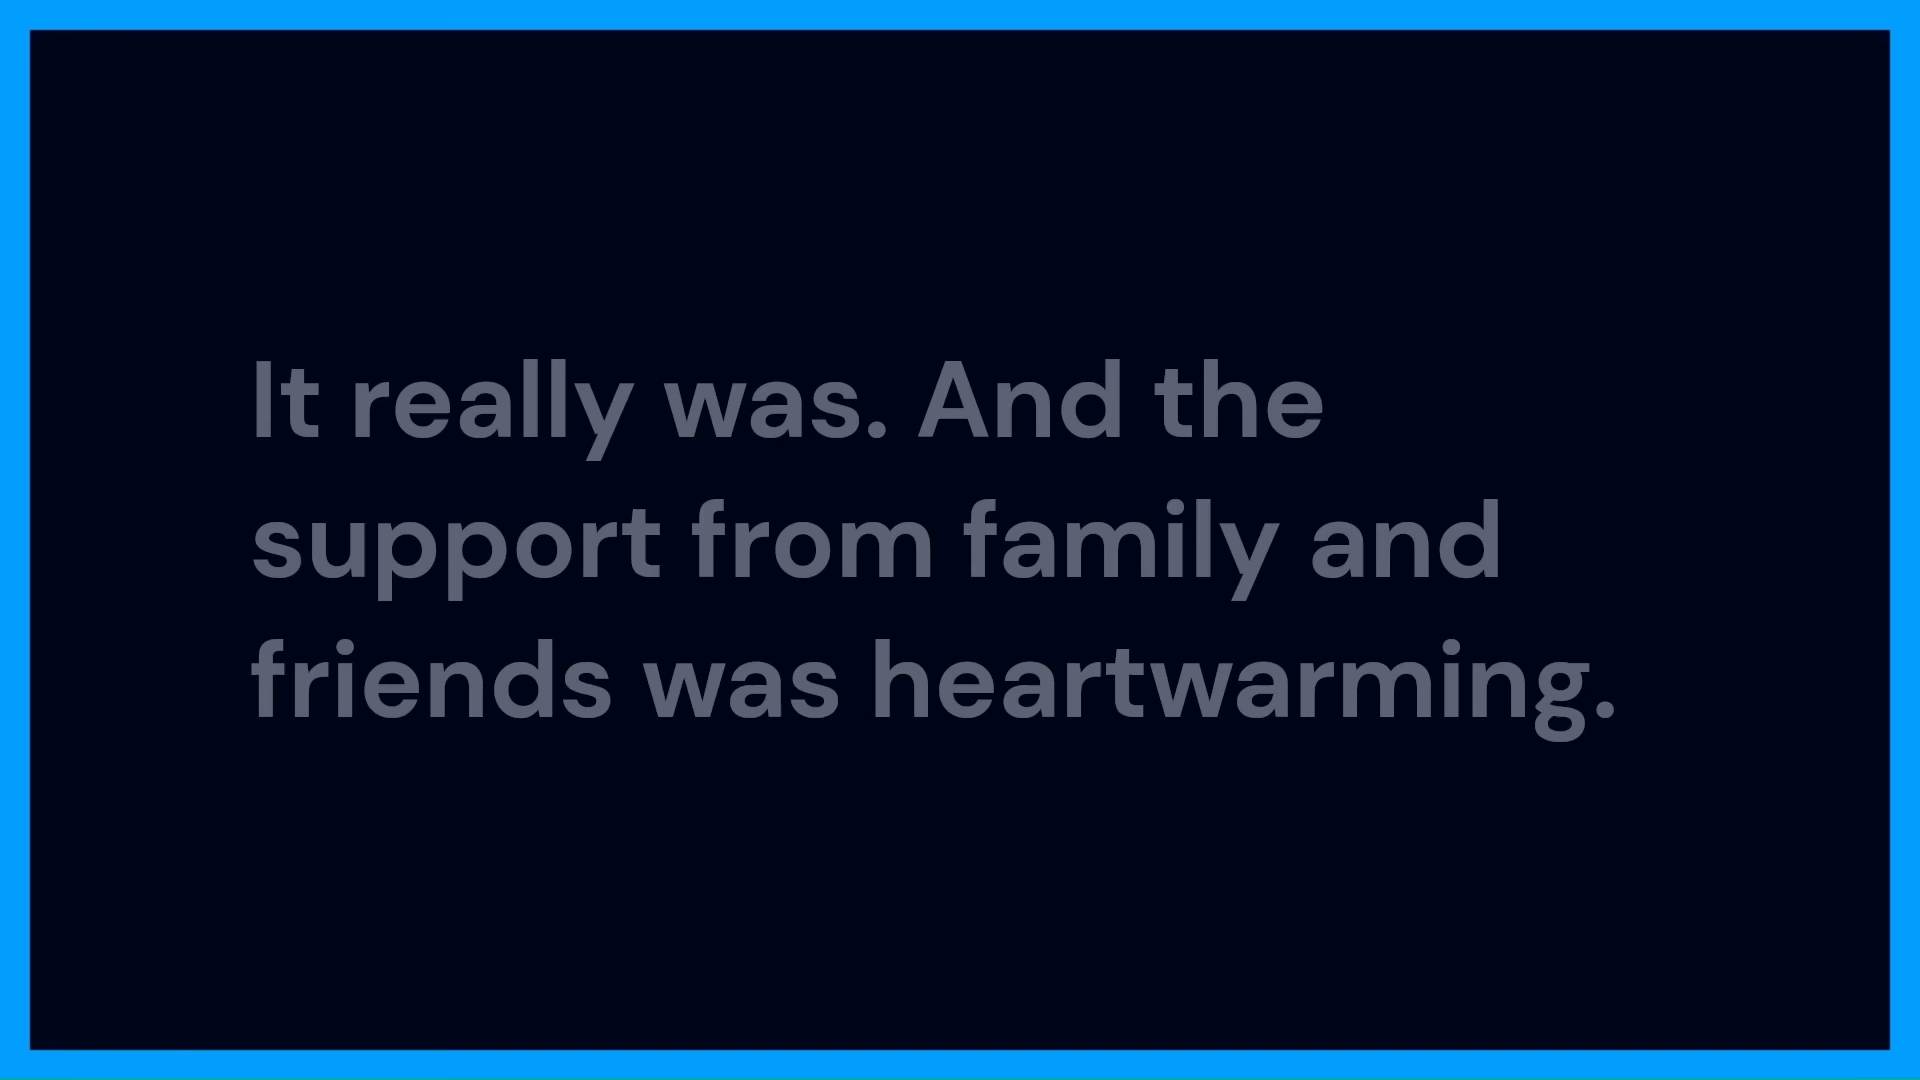 It really was. And the
support from family and
friends was heartwarming.